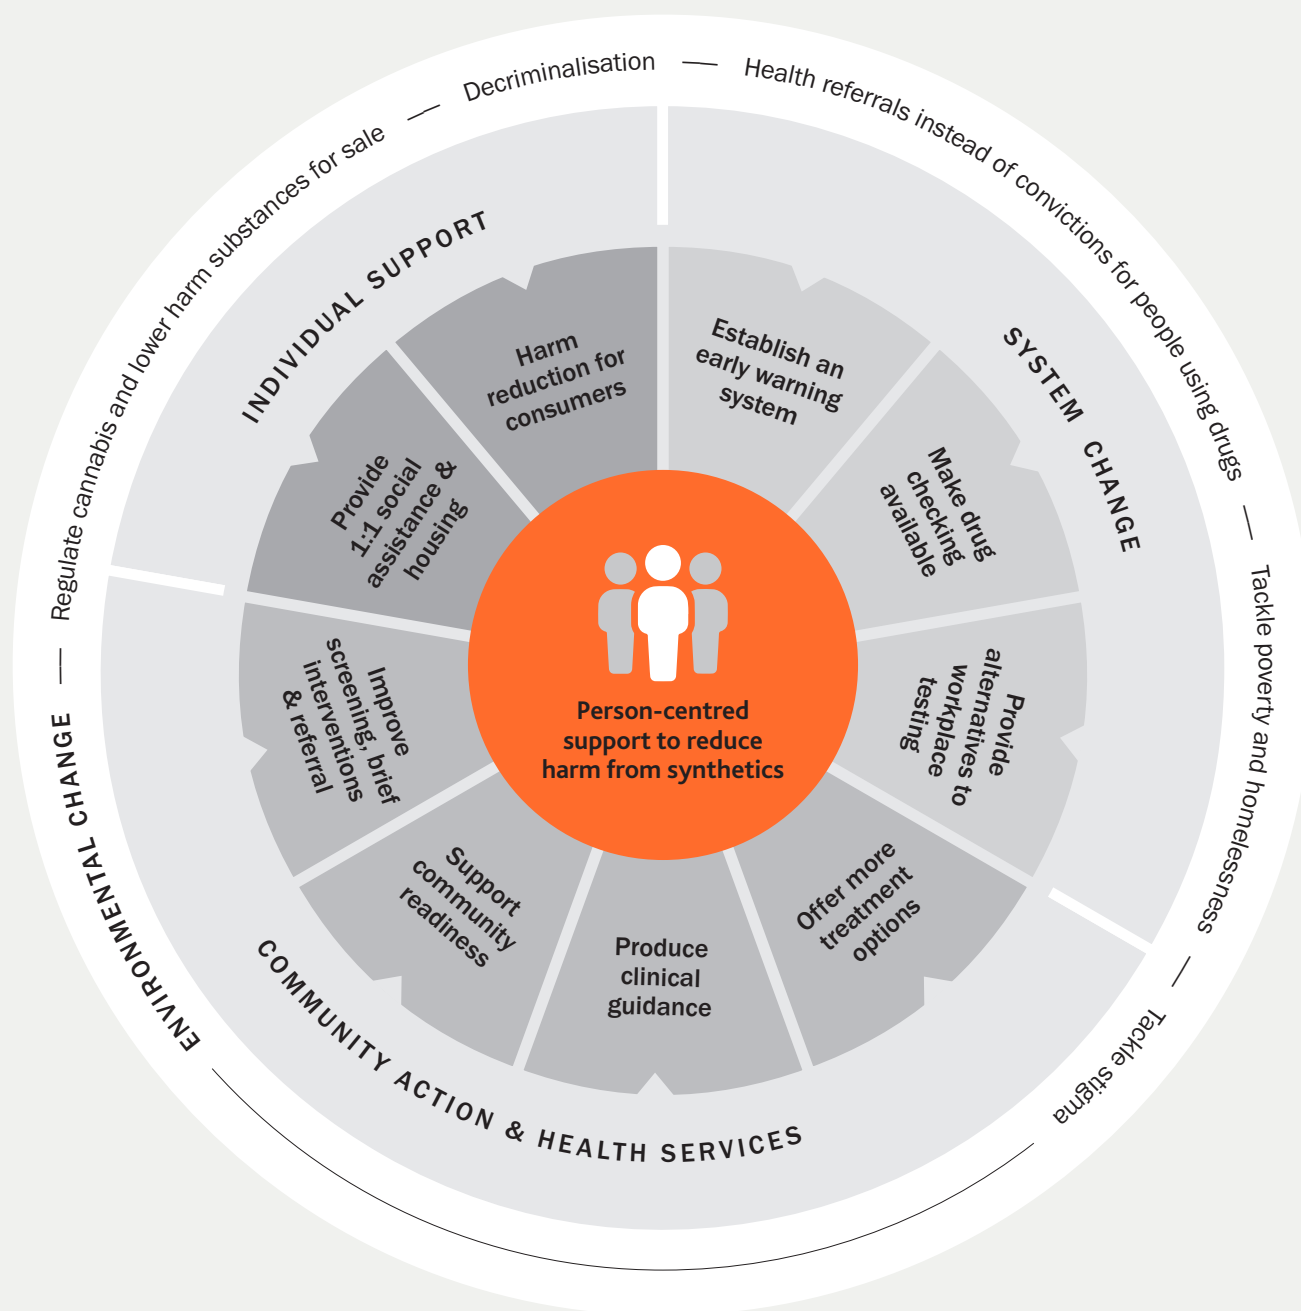 ENVIRONMENTAL CHANGE
Regulate cannabis and lower harm substances for sale
Decriminalisation
Health referrals instead of convictions for people using drugs
Tackle poverty and homelessness
Tackle stigma
INDIVIDUAL SUPPORT
Provide
1:1 social
assistance &
housing
Harm
reduction for
consumers
SYSTEM CHANGE
Establish an
early warning
system
Make drug
checking
available
Provide
alternatives to
workplace
testing
COMMUNITY ACTION & HEALTH SERVICES
Offer more
treatment
options
Produce
clinical
guidance
Support
community
readiness
Improve
screening, brief
interventions
& referral
Person-centred
support to reduce
harm from synthetics